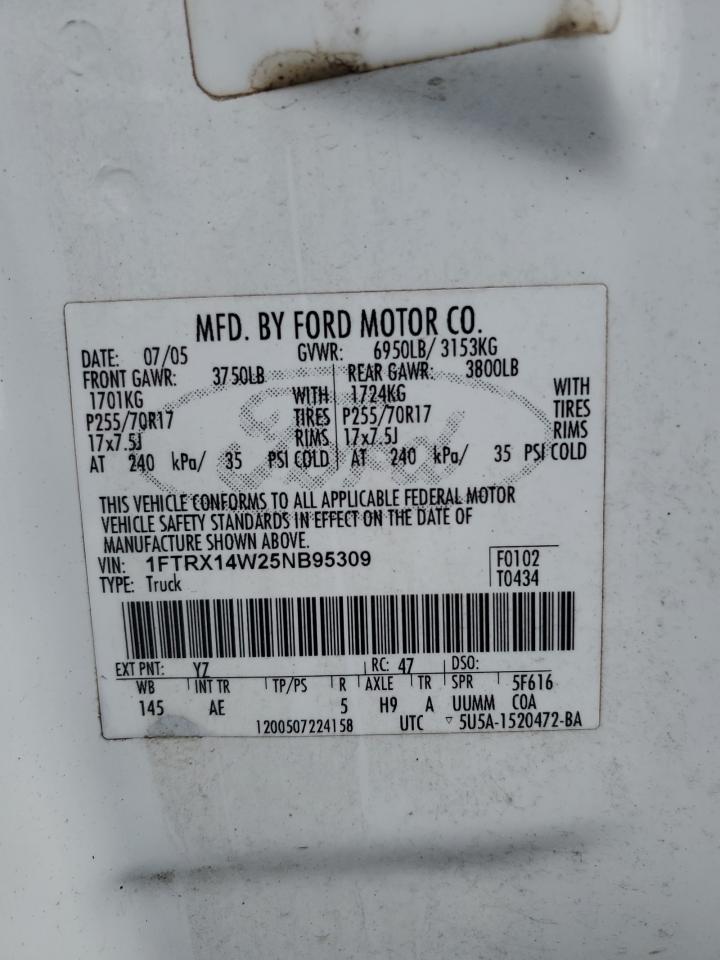 MFD. BY FORD MOTOR CO.
DATE: 07/05 GVWR: 6950LB/ 3153KG
FRONT GAWR: 3750LB REAR GAWR: 3800LB
1701KG WITH 1724KG WITH
P255/70R17 TIRES P255/70R17 TIRES
17x7.5J RIMS 17x7.5J RIMS
AT 240 kPa/ 35 PSI COLD AT 240 kPa/ 35 PSI COLD
Ford
THIS VEHICLE CONFORMS TO ALL APPLICABLE FEDERAL MOTOR
VEHICLE SAFETY STANDARDS IN EFFECT ON THE DATE OF
MANUFACTURE SHOWN ABOVE.
VIN: 1FTRX14W25NB95309 F0102
TYPE: Truck T0434
EXT PNT: YZ RC: 47 DSO:
WB INT TR TP/PS R AXLE TR SPR 5F616
145 AE 5 H9 A UUMM COA
1200507224158 UTC ▽ 5U5A-1520472-BA